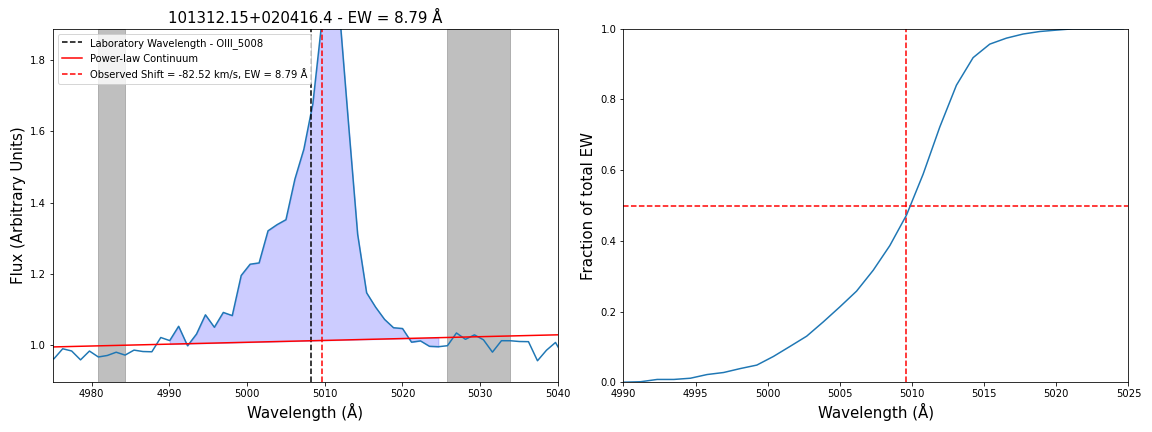 101312.15+020416.4 - EW = 8.79 Å
Laboratory Wavelength - OIII_5008
Power-law Continuum
Observed Shift = -82.52 km/s, EW = 8.79 Å
Flux (Arbitrary Units)
1.8
1.6
1.4
1.2
1.0
4980 4990 5000 5010 5020 5030 5040
Wavelength (Å)
Fraction of total EW
1.0
0.8
0.6
0.4
0.2
0.0
4990 4995 5000 5005 5010 5015 5020 5025
Wavelength (Å)